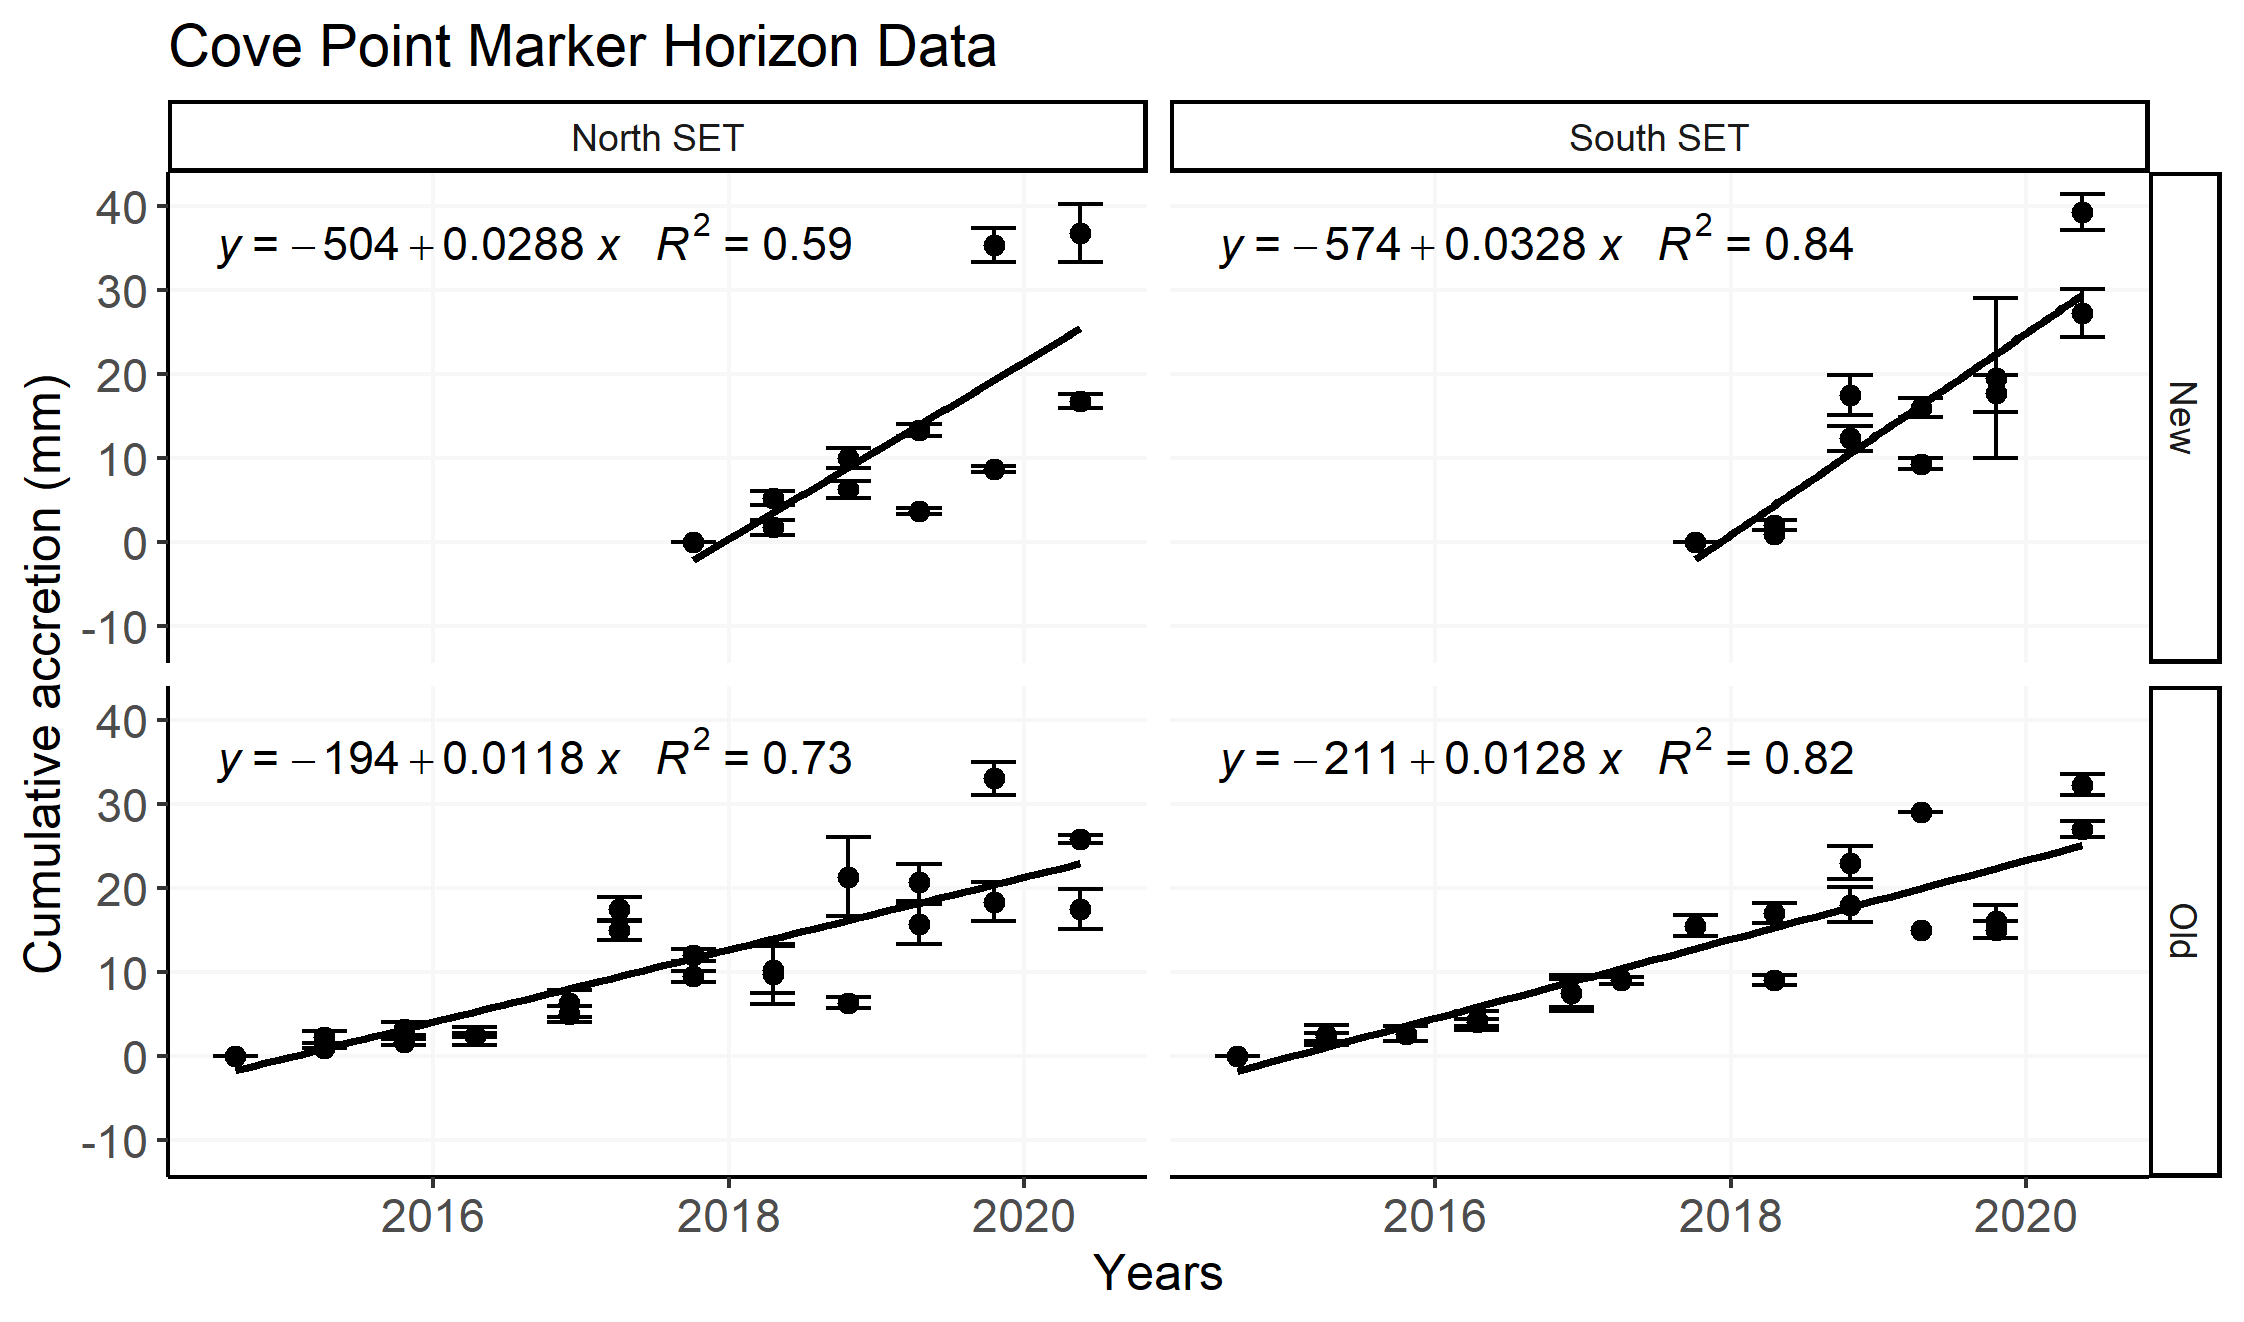 Cove Point Marker Horizon Data
North SET
South SET
Cumulative accretion (mm)
40
30
20
10
0
-10
y = −504 + 0.0288 x   R² = 0.59
y = −574 + 0.0328 x   R² = 0.84
New
40
30
20
10
0
-10
y = −194 + 0.0118 x   R² = 0.73
y = −211 + 0.0128 x   R² = 0.82
Old
2016 2018 2020
2016 2018 2020
Years